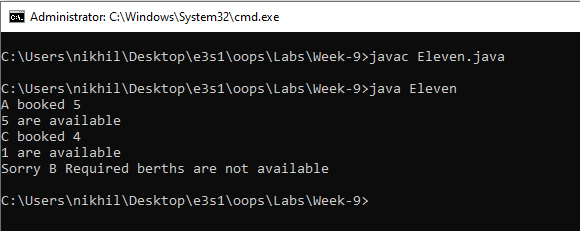 Administrator: C:\Windows\System32\cmd.exe
C:\Users\nikhil\Desktop\e3s1\oops\Labs\Week-9>javac Eleven.java
C:\Users\nikhil\Desktop\e3s1\oops\Labs\Week-9>java Eleven
A booked 5
5 are available
C booked 4
1 are available
Sorry B Required berths are not available
C:\Users\nikhil\Desktop\e3s1\oops\Labs\Week-9>